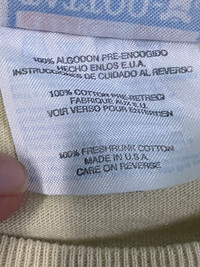 100% ALGODON PRE-ENCOGIDO
HECHO EN LOS E.U.A.
INSTRUCCIONES DE CUIDADO AL REVERSO
100% COTTON PRE-RETRECI
FABRIQUE AUX E.U.
VOIR VERSO POUR ENTERTIEN
100% PRESHRUNK COTTON
MADE IN U.S.A.
CARE ON REVERSE